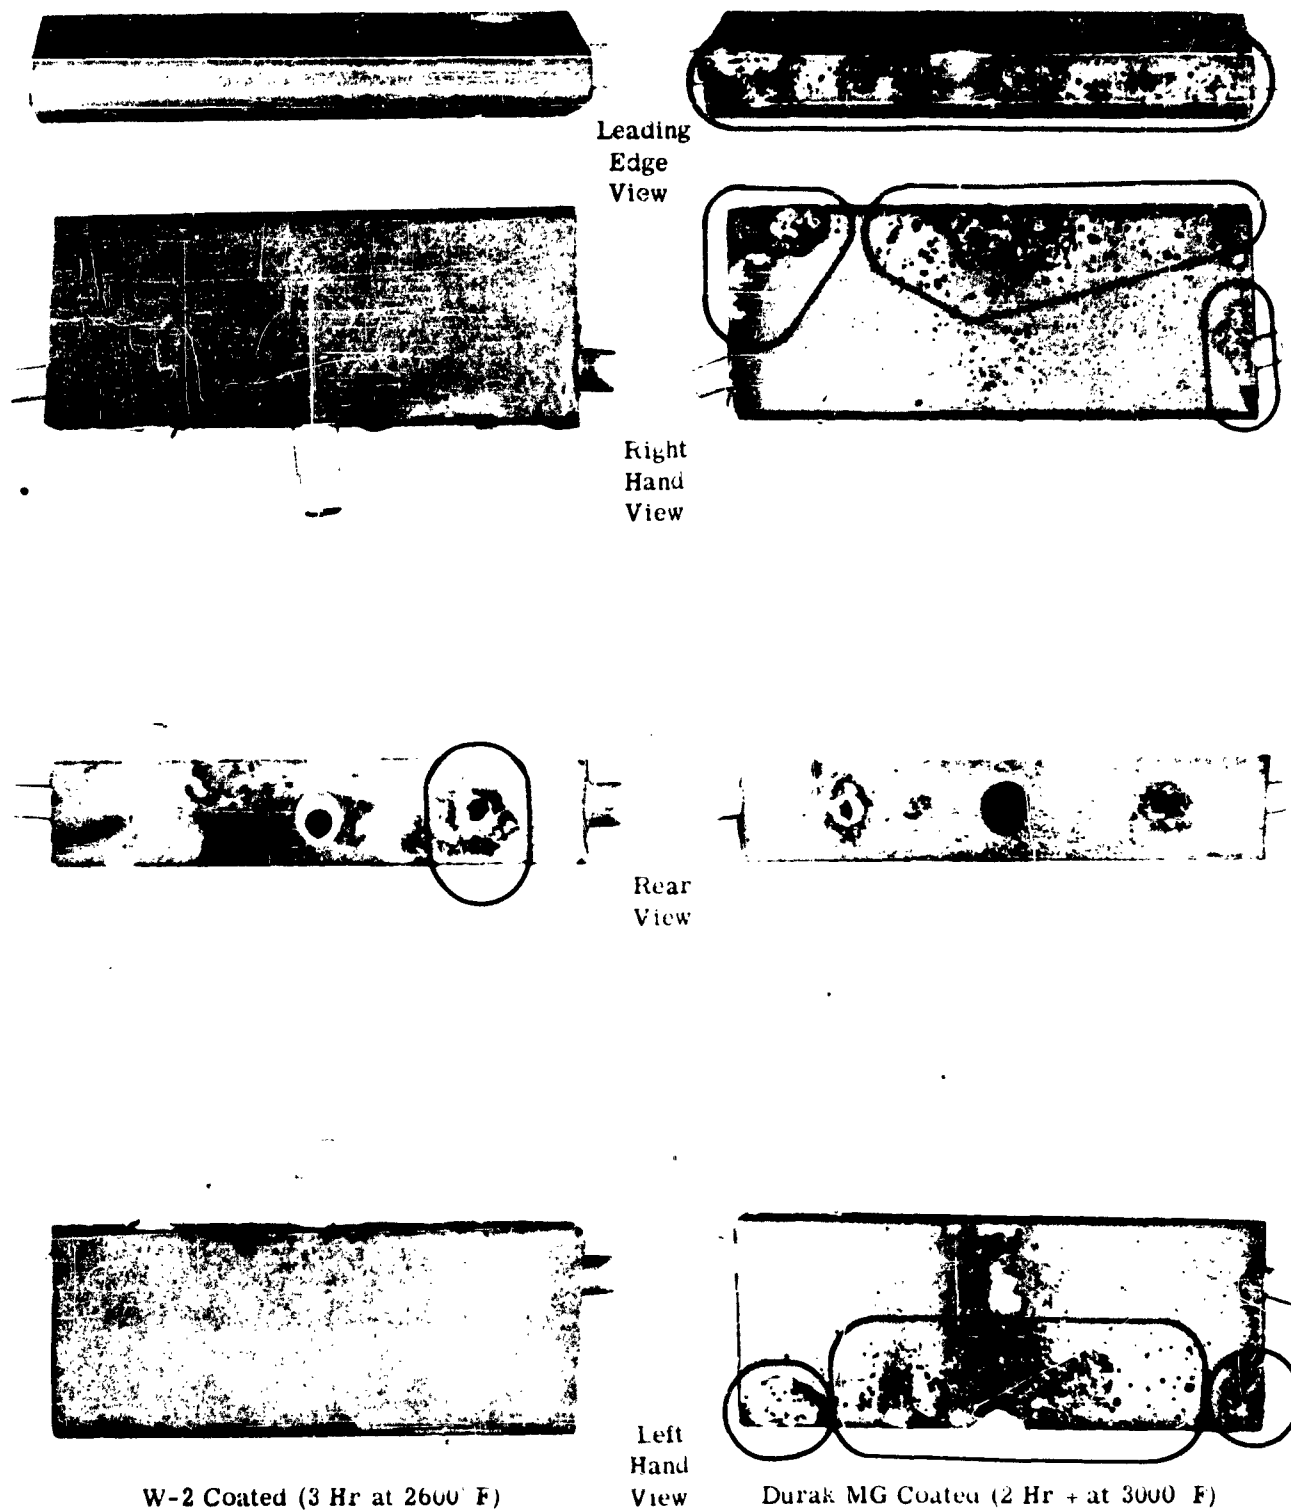 Leading
Edge
View
Right
Hand
View
Rear
View
Left
Hand
View
W-2 Coated (3 Hr at 2600° F)
Durak MG Coated (2 Hr + at 3000 F)